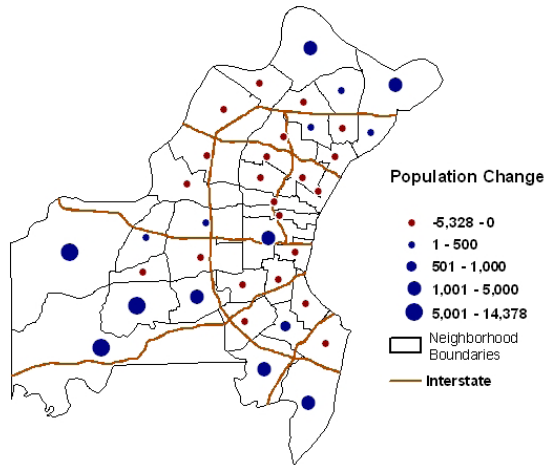 Population Change
-5,328 - 0
1 - 500
501 - 1,000
1,001 - 5,000
5,001 - 14,378
Neighborhood
Boundaries
Interstate